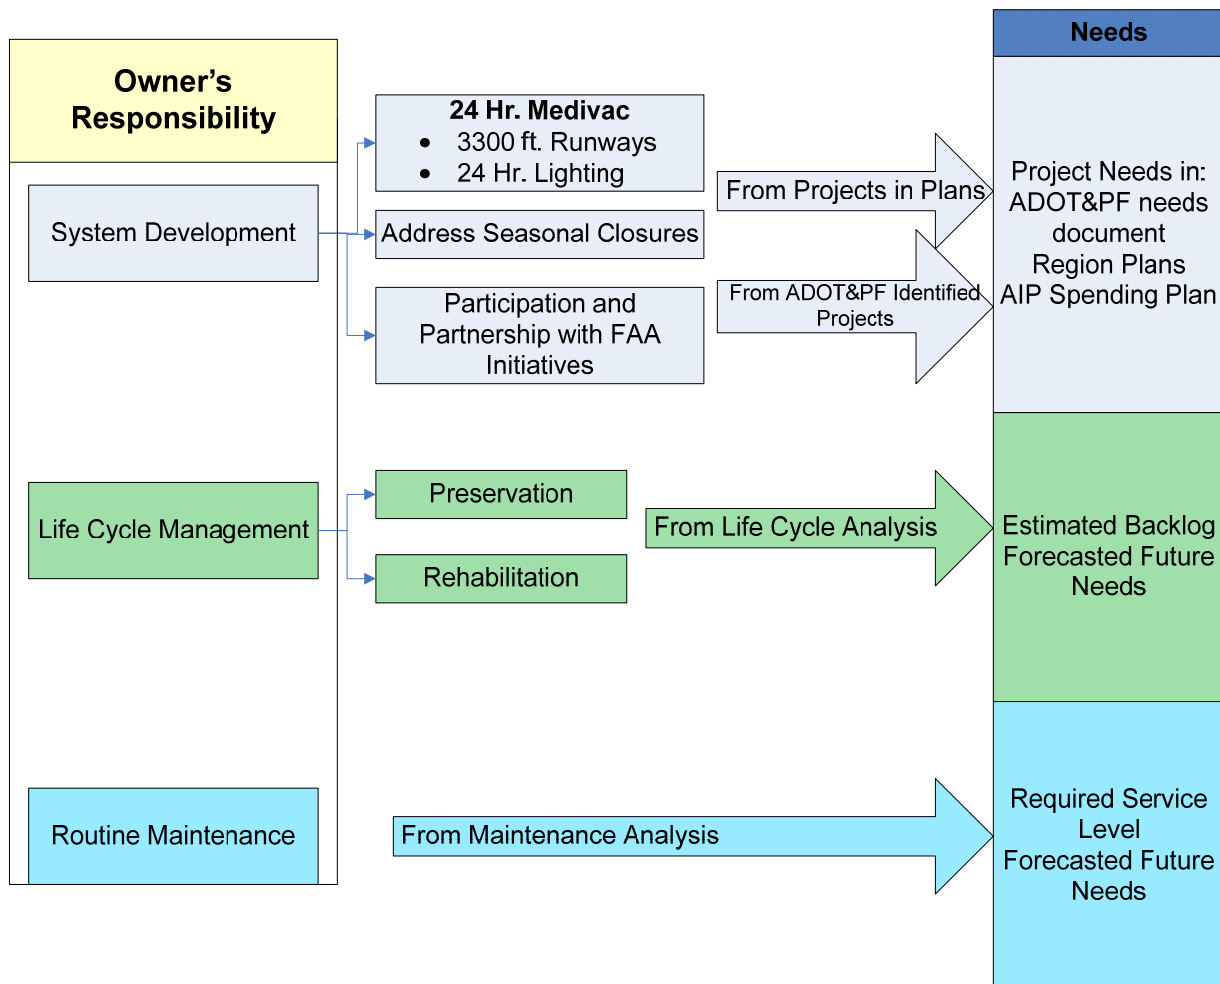 Needs
Owner's
Responsibility
24 Hr. Medivac
• 3300 ft. Runways
• 24 Hr. Lighting
System Development
Address Seasonal Closures
Participation and
Partnership with FAA
Initiatives
From Projects in Plans
From ADOT&PF Identified
Projects
Project Needs in:
ADOT&PF needs
document
Region Plans
AIP Spending Plan
Life Cycle Management
Preservation
Rehabilitation
From Life Cycle Analysis
Estimated Backlog
Forecasted Future
Needs
Routine Maintenance
From Maintenance Analysis
Required Service
Level
Forecasted Future
Needs